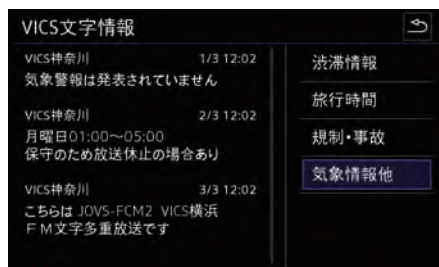 VICS文字情報
VICS神奈川 1/3 12:02
気象警報は発表されていません
VICS神奈川 2/3 12:02
月曜日01:00～05:00
保守のため放送休止の場合あり
VICS神奈川 3/3 12:02
こちらは JOVS-FCM2 VICS横浜
ＦＭ文字多重放送です
渋滞情報
旅行時間
規制・事故
気象情報他